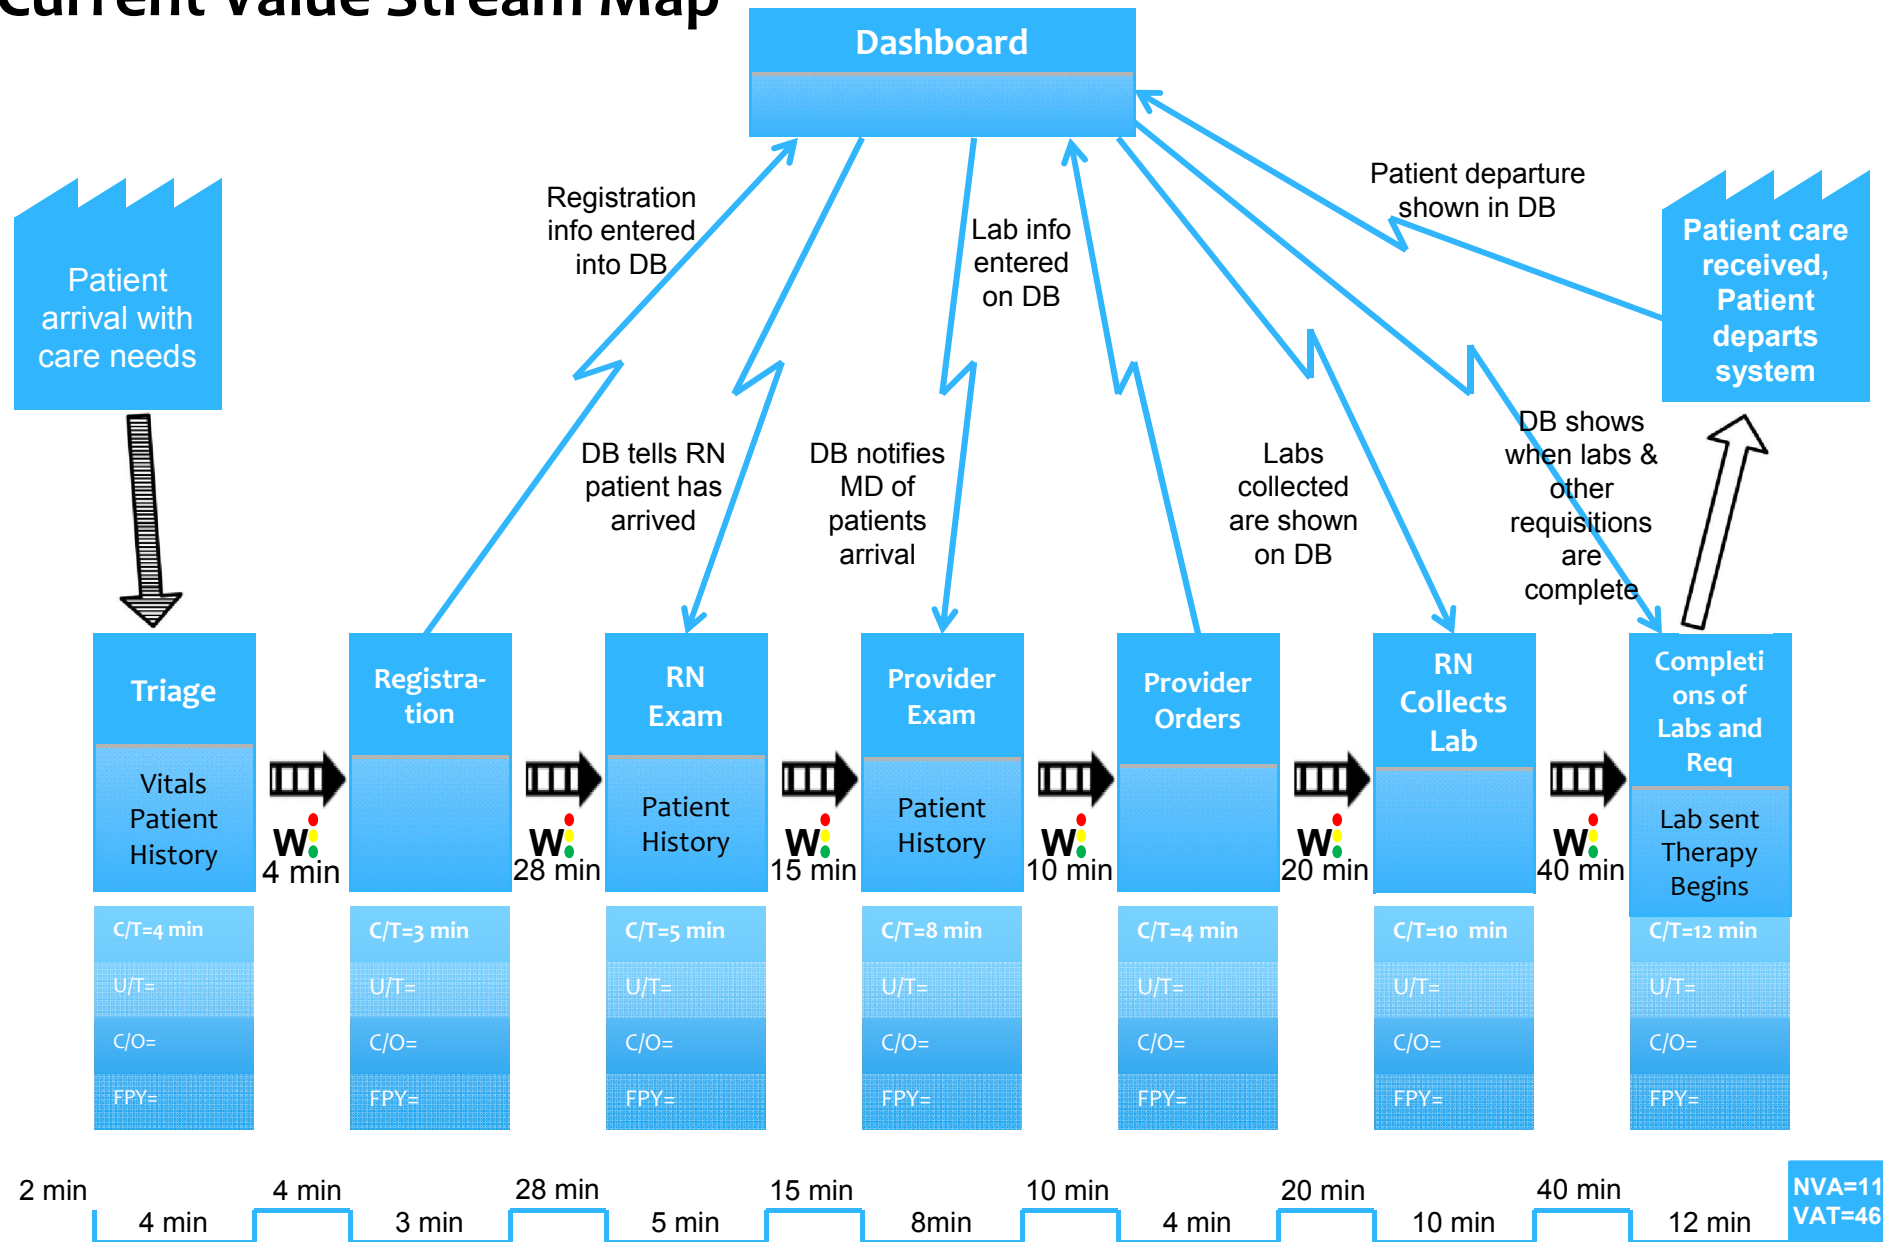 Current Value Stream Map
Dashboard
Patient
arrival with
care needs
Registration
info entered
into DB
Lab info
entered
on DB
Patient departure
shown in DB
Patient care
received,
Patient
departs
system
DB tells RN
patient has
arrived
DB notifies
MD of
patients
arrival
Labs
collected
are shown
on DB
DB shows
when labs &
other
requisitions
are
complete
Triage
Vitals
Patient
History
W
4 min
Registra-
tion
W
28 min
RN
Exam
Patient
History
W
15 min
Provider
Exam
Patient
History
W
10 min
Provider
Orders
W
20 min
RN
Collects
Lab
W
40 min
Completi
ons of
Labs and
Req
Lab sent
Therapy
Begins
C/T=4 min
U/T=
C/O=
FPY=
C/T=3 min
U/T=
C/O=
FPY=
C/T=5 min
U/T=
C/O=
FPY=
C/T=8 min
U/T=
C/O=
FPY=
C/T=4 min
U/T=
C/O=
FPY=
C/T=10 min
U/T=
C/O=
FPY=
C/T=12 min
U/T=
C/O=
FPY=
2 min
4 min
4 min
3 min
28 min
5 min
15 min
8min
10 min
4 min
20 min
10 min
40 min
12 min
NVA=11
VAT=46